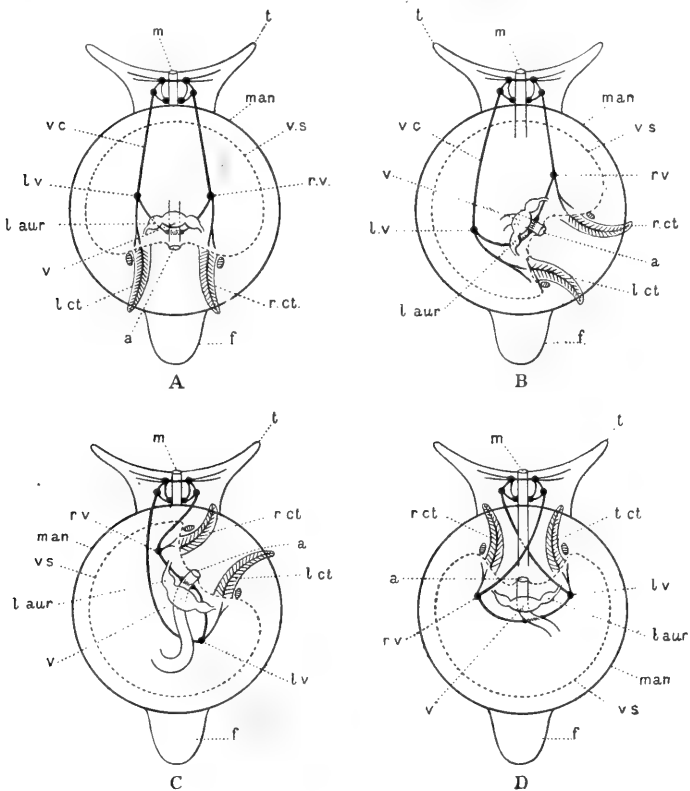 t
m
man
v c
v.s
l v
r.v.
l aur
v
l ct
r.ct.
a
f
A
t
m
man
v c
v s
v
r v
l.v
r.ct
a
l ct
l aur
f
B
t
m
r v
r ct
man
a
v s
l ct
l aur
v
l v
f
C
t
m
r ct
t ct
a
l v
r v
l aur
man
v
v s
f
D